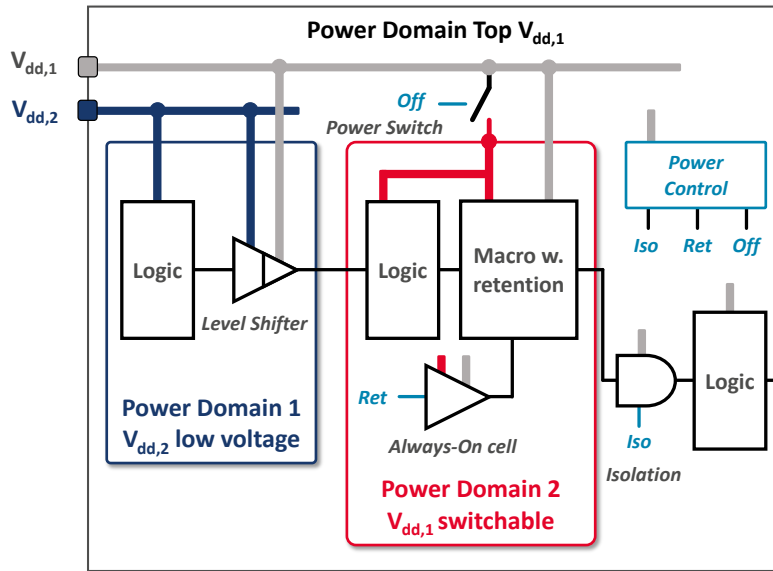 Power Domain Top Vdd,1
Vdd,1
Vdd,2
Off
Power Switch
Power
Control
Iso Ret Off
Logic
Level Shifter
Logic
Macro w.
retention
Logic
Ret
Always-On cell
Iso
Isolation
Power Domain 1
Vdd,2 low voltage
Power Domain 2
Vdd,1 switchable